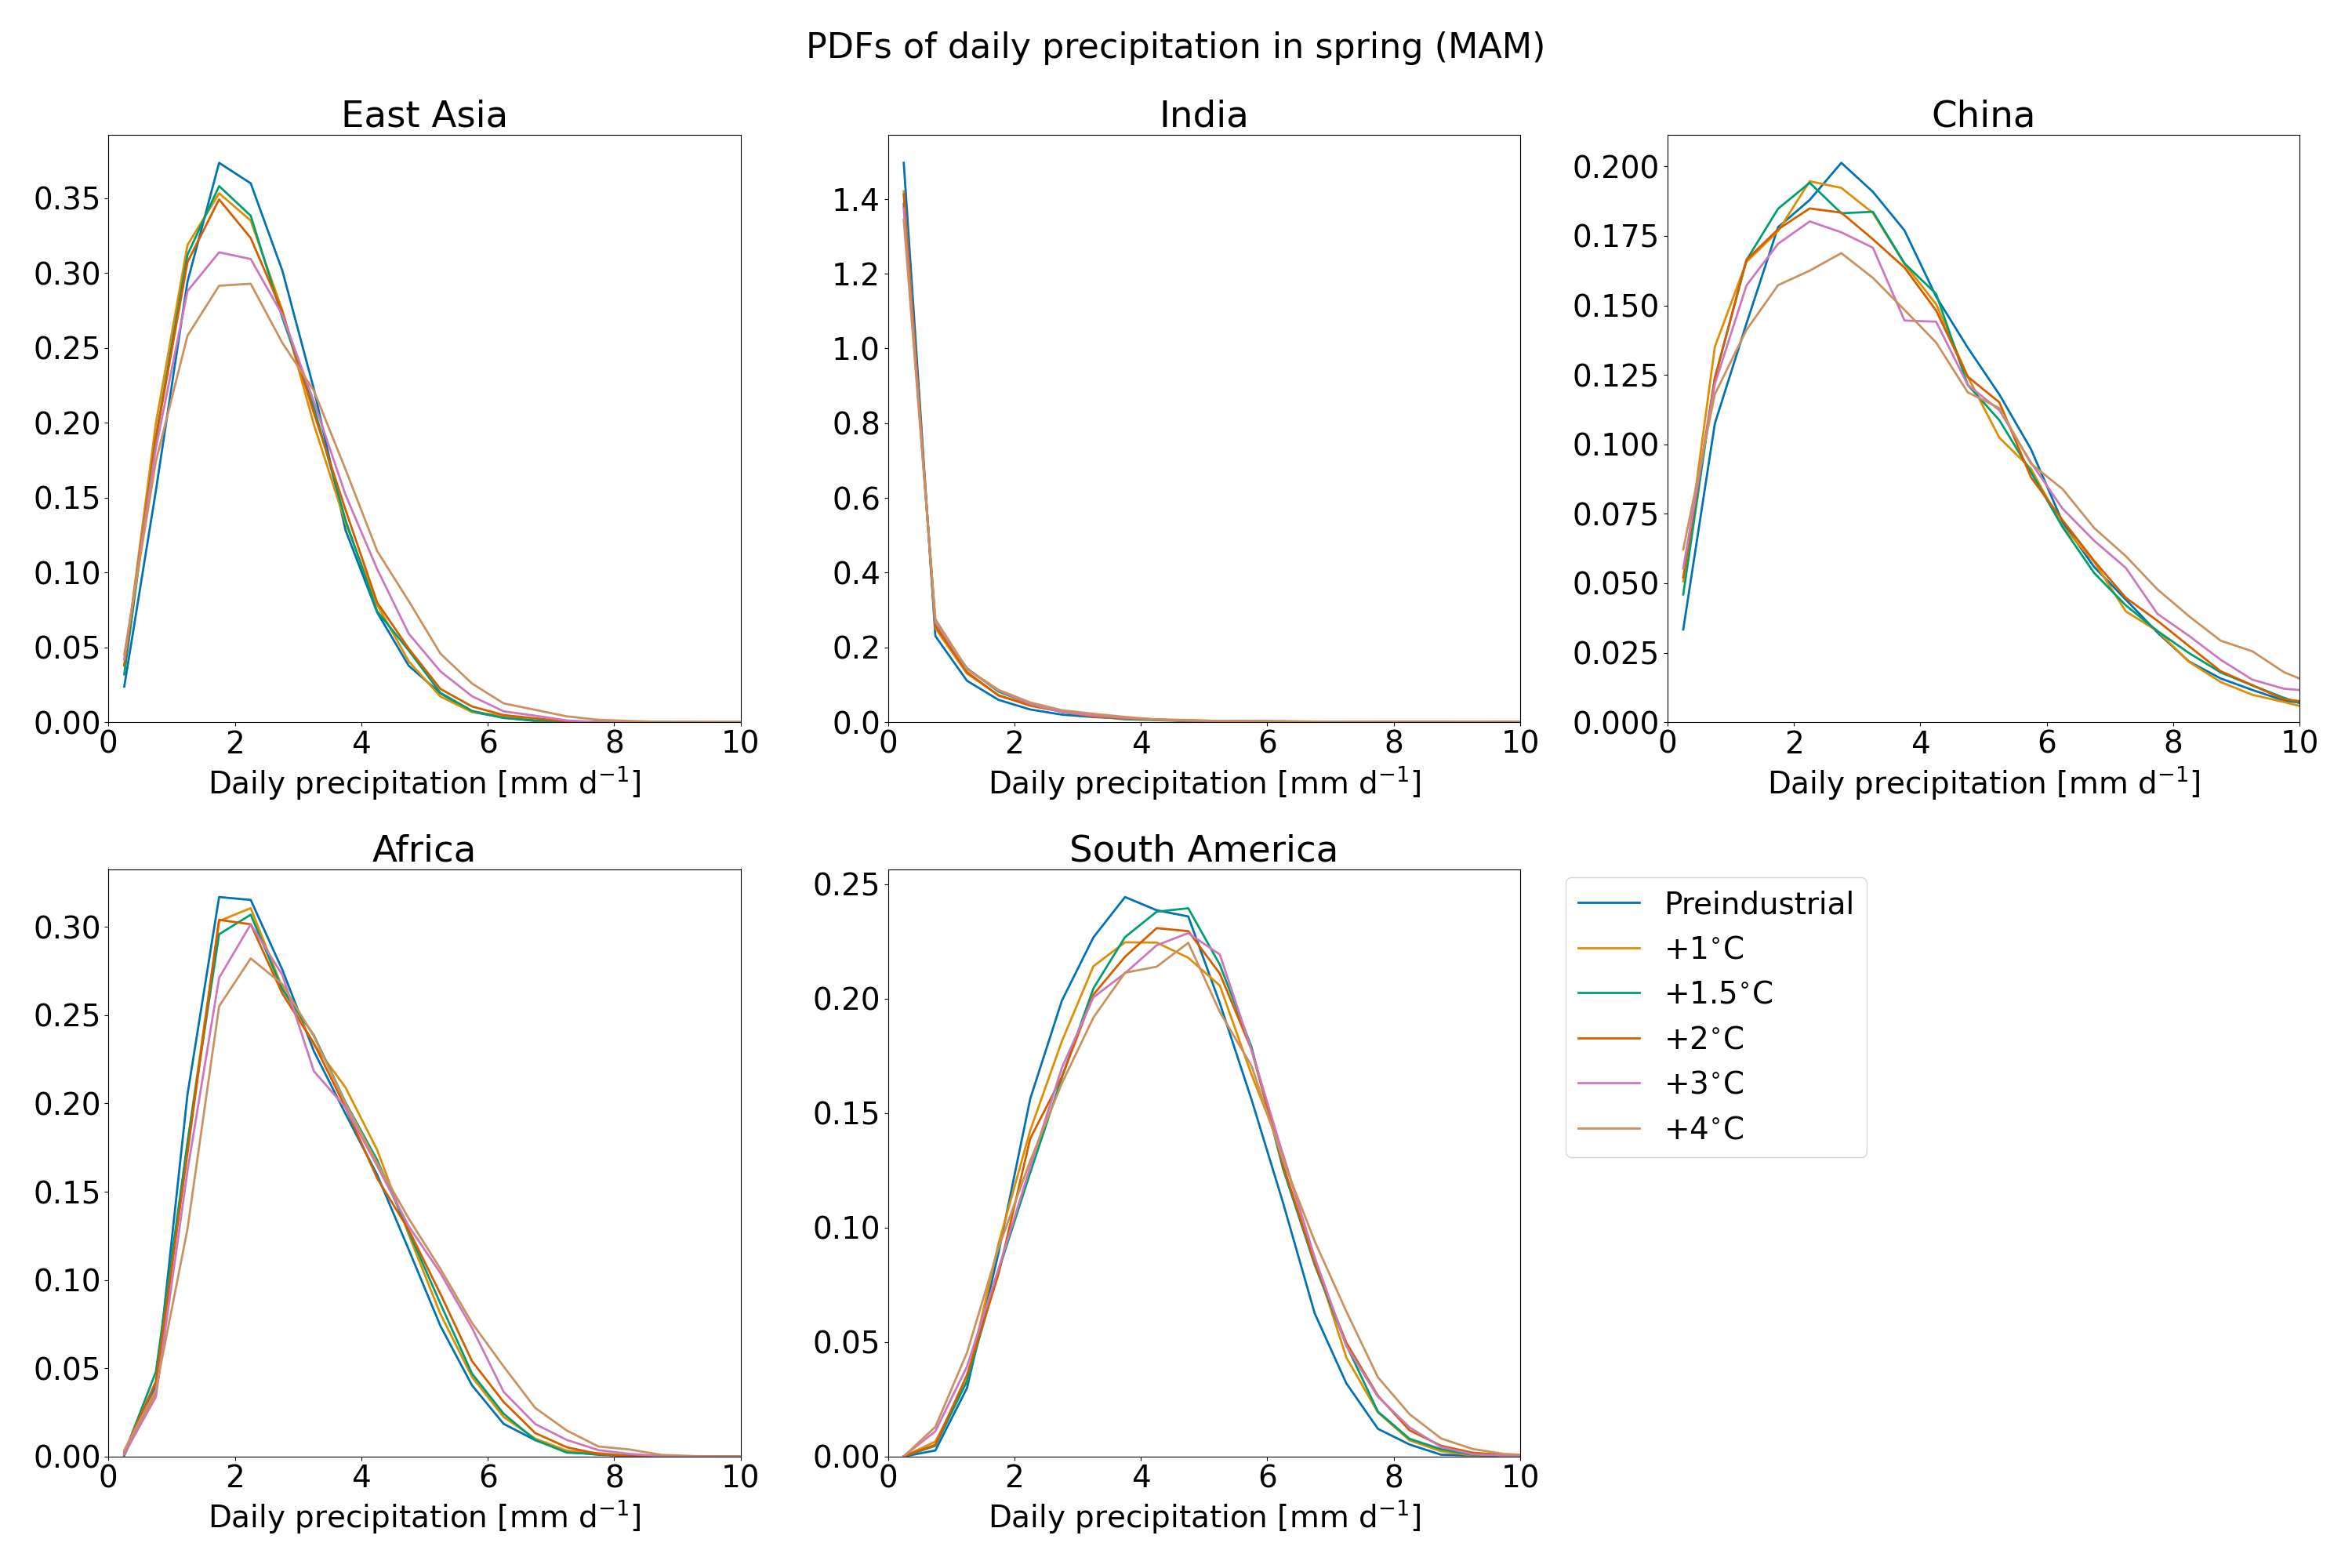 PDFs of daily precipitation in spring (MAM)
East Asia
0.35
0.30
0.25
0.20
0.15
0.10
0.05
0.00
0 2 4 6 8 10
Daily precipitation [mm d⁻¹]
India
1.4
1.2
1.0
0.8
0.6
0.4
0.2
0.0
0 2 4 6 8 10
Daily precipitation [mm d⁻¹]
China
0.200
0.175
0.150
0.125
0.100
0.075
0.050
0.025
0.000
0 2 4 6 8 10
Daily precipitation [mm d⁻¹]
Africa
0.30
0.25
0.20
0.15
0.10
0.05
0.00
0 2 4 6 8 10
Daily precipitation [mm d⁻¹]
South America
0.25
0.20
0.15
0.10
0.05
0.00
0 2 4 6 8 10
Daily precipitation [mm d⁻¹]
Preindustrial
+1°C
+1.5°C
+2°C
+3°C
+4°C